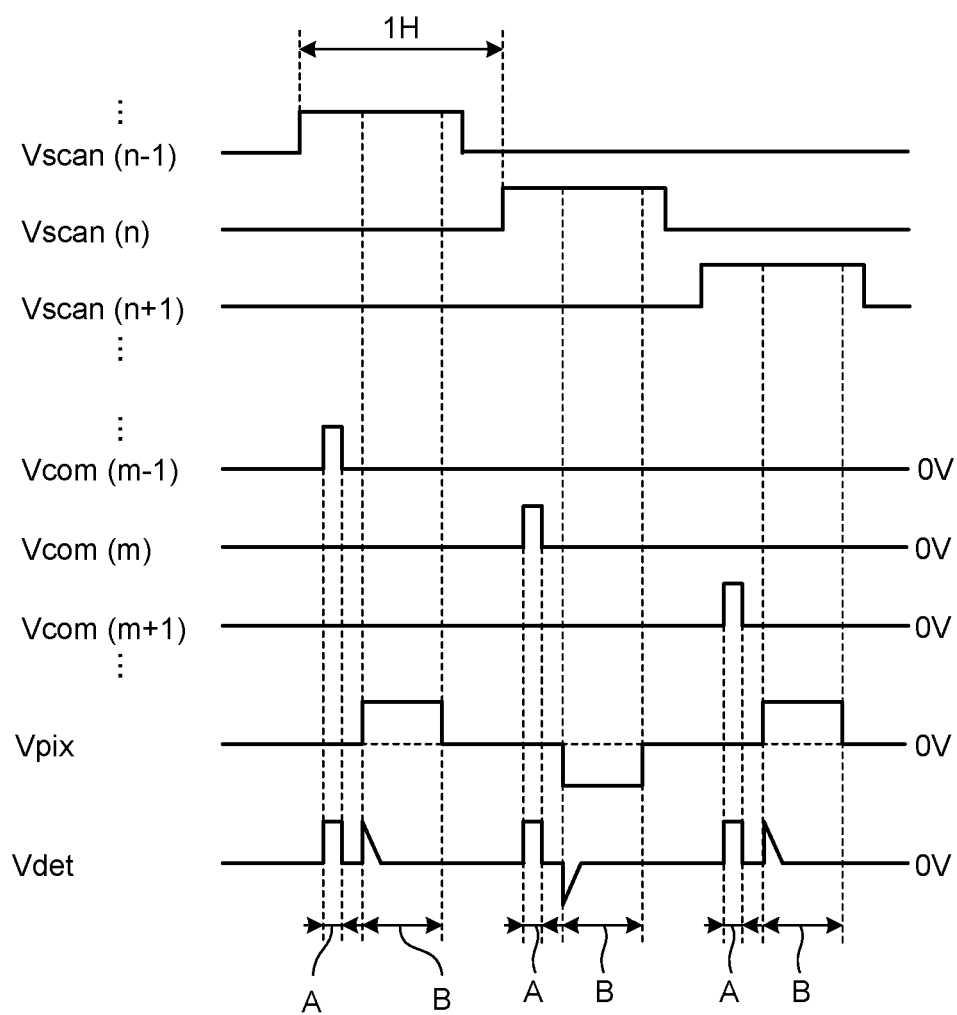 1H
⋮
Vscan (n-1)
Vscan (n)
Vscan (n+1)
⋮
⋮
Vcom (m-1) 0V
Vcom (m) 0V
Vcom (m+1) 0V
⋮
Vpix 0V
Vdet 0V
A B A B A B